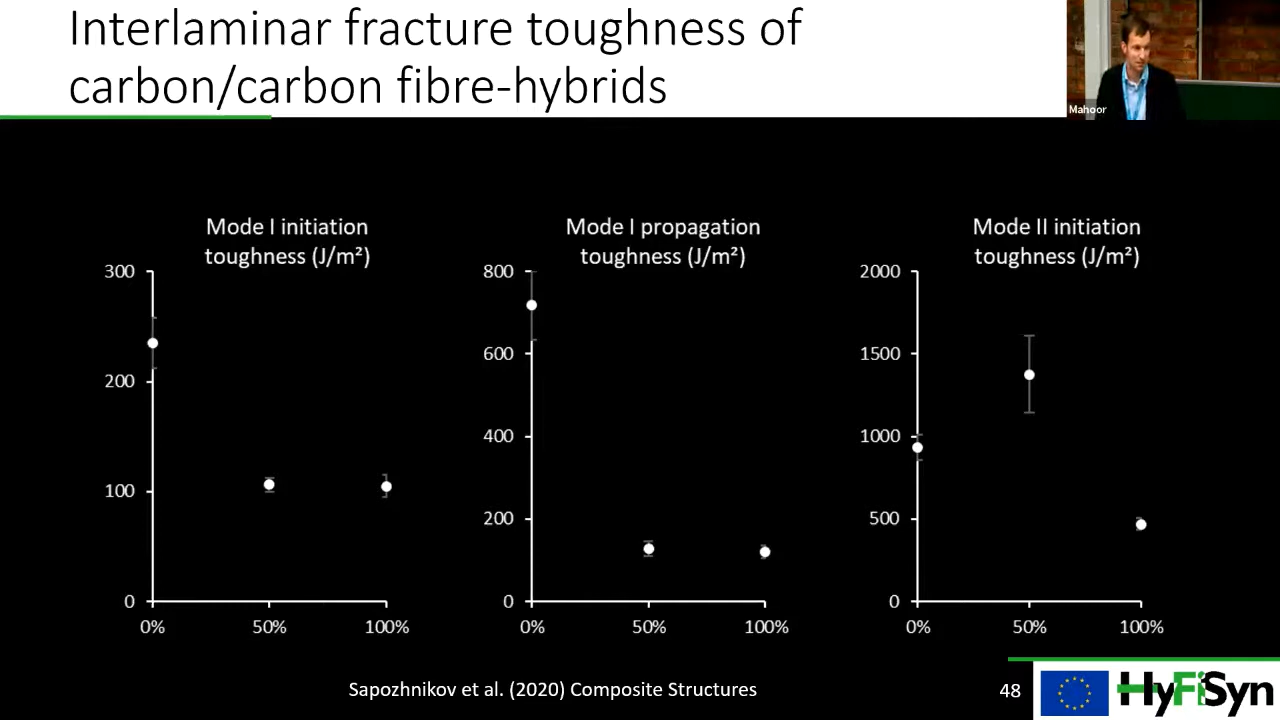 Interlaminar fracture toughness of
carbon/carbon fibre-hybrids
Mahoor
Mode I initiation
toughness (J/m²)
300
200
100
0
0% 50% 100%
Mode I propagation
toughness (J/m²)
800
600
400
200
0
0% 50% 100%
Mode II initiation
toughness (J/m²)
2000
1500
1000
500
0
0% 50% 100%
Sapozhnikov et al. (2020) Composite Structures
48
HyFiSyn